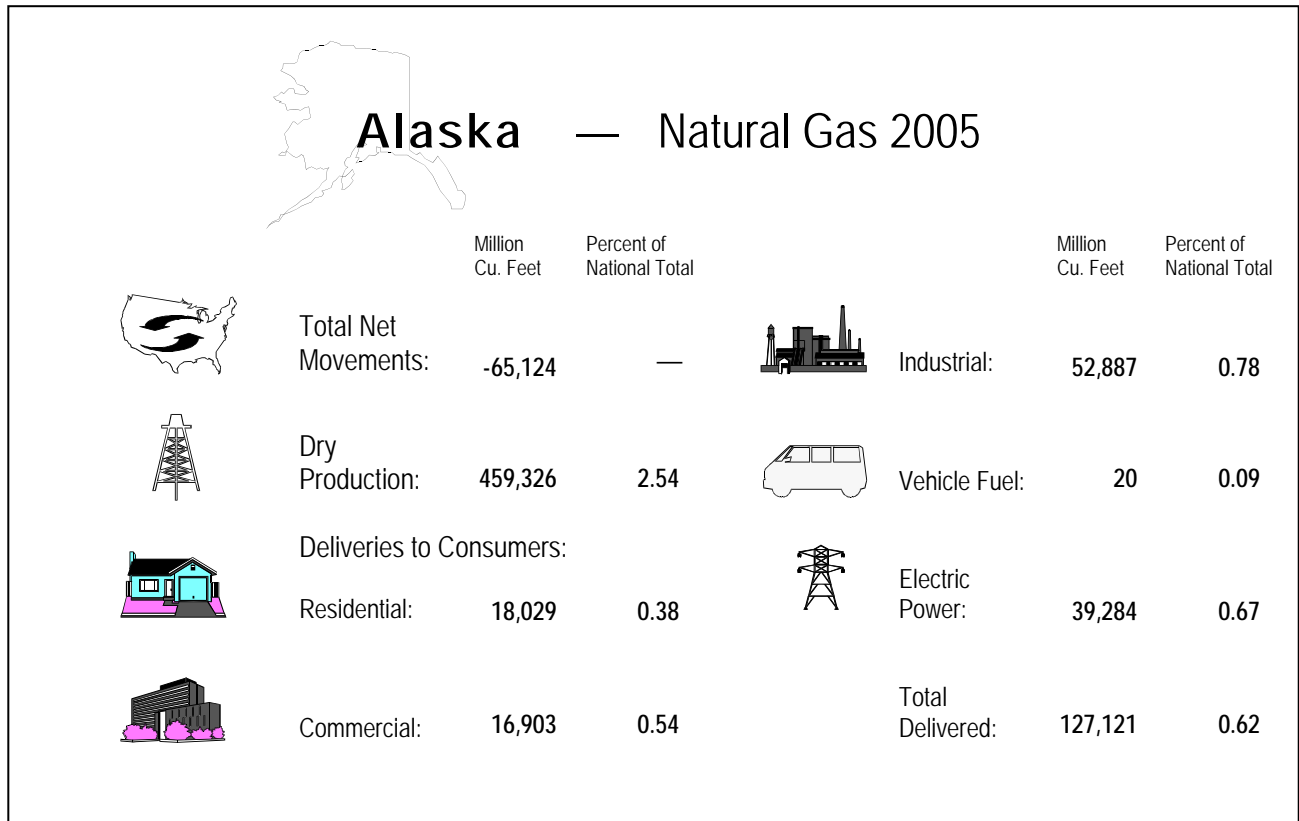 Alaska — Natural Gas 2005
Million Cu. Feet
Percent of National Total
Million Cu. Feet
Percent of National Total
Total Net Movements: -65,124 —
Industrial: 52,887 0.78
Dry Production: 459,326 2.54
Vehicle Fuel: 20 0.09
Deliveries to Consumers:
Residential: 18,029 0.38
Electric Power: 39,284 0.67
Commercial: 16,903 0.54
Total Delivered: 127,121 0.62